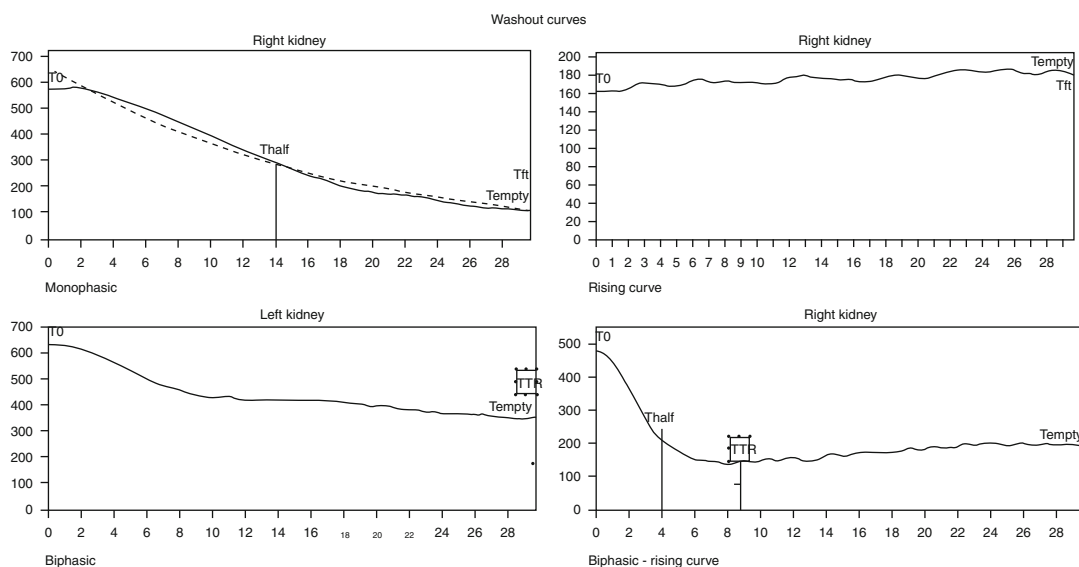 Washout curves
Right kidney
700
600
500
400
300
200
100
0
T0
Thalf
Tft
Tempty
0 2 4 6 8 10 12 14 16 18 20 22 24 26 28
Monophasic
Right kidney
200
180
160
140
120
100
80
60
40
20
0
T0
Tempty
Tft
0 1 2 3 4 5 6 7 8 9 10 12 14 16 18 20 22 24 26 28
Rising curve
Left kidney
700
600
500
400
300
200
100
0
T0
TTR
Tempty
0 2 4 6 8 10 12 14 16 18 20 22 24 26 28
Biphasic
Right kidney
500
400
300
200
100
0
T0
Thalf
TTR
Tempty
0 2 4 6 8 10 12 14 16 18 20 22 24 26 28
Biphasic - rising curve